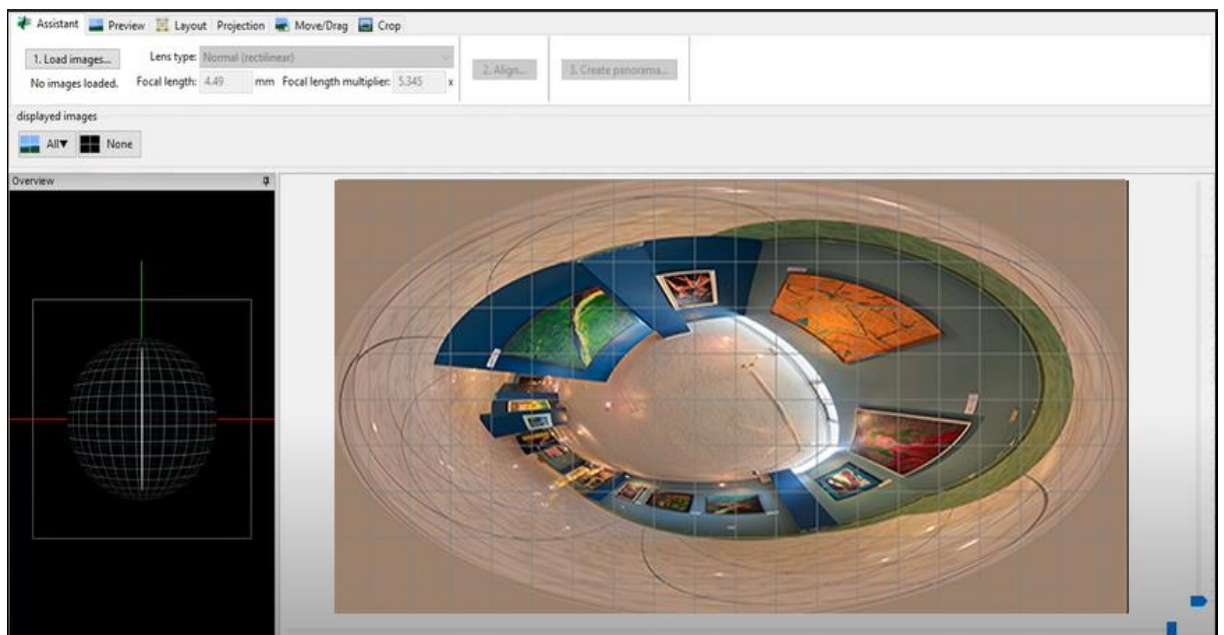 Assistant Preview Layout Projection Move/Drag Crop
1. Load images... Lens type: Normal (rectilinear) 2. Align... 3. Create panorama...
No images loaded. Focal length: 4.49 mm Focal length multiplier: 5.345 x
displayed images
All▼ None
Overview